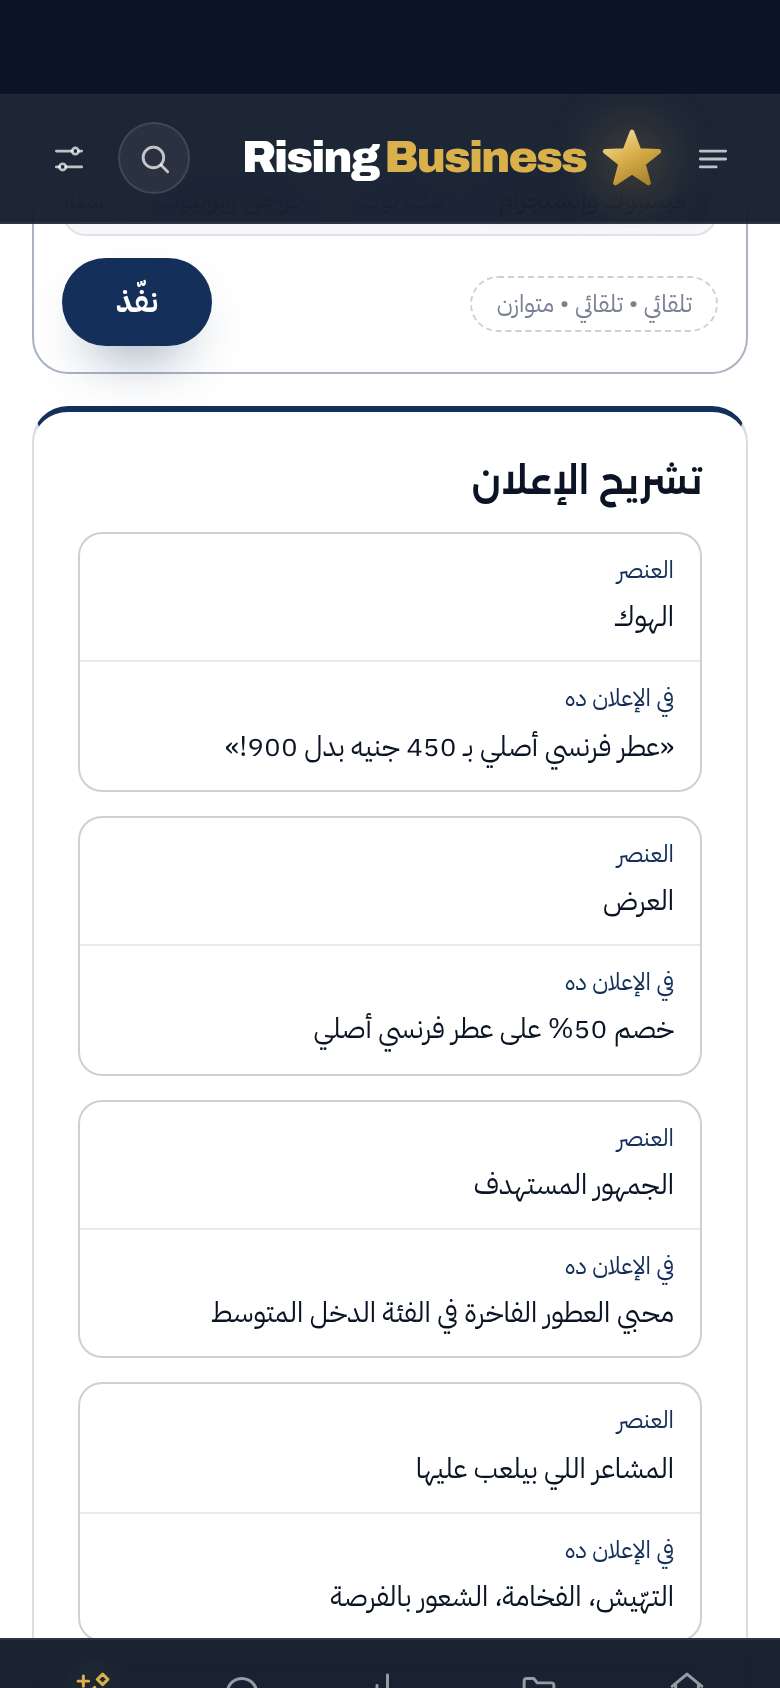 Rising Business
تلقائي • تلقائي • متوازن
نفّذ
تشريح الإعلان
العنصر
الهوك
في الإعلان ده
«عطر فرنسي أصلي بـ 450 جنيه بدل 900!»
العنصر
العرض
في الإعلان ده
خصم 50% على عطر فرنسي أصلي
العنصر
الجمهور المستهدف
في الإعلان ده
محبي العطور الفاخرة في الفئة الدخل المتوسط
العنصر
المشاعر اللي بيلعب عليها
في الإعلان ده
التهّيش، الفخامة، الشعور بالفرصة